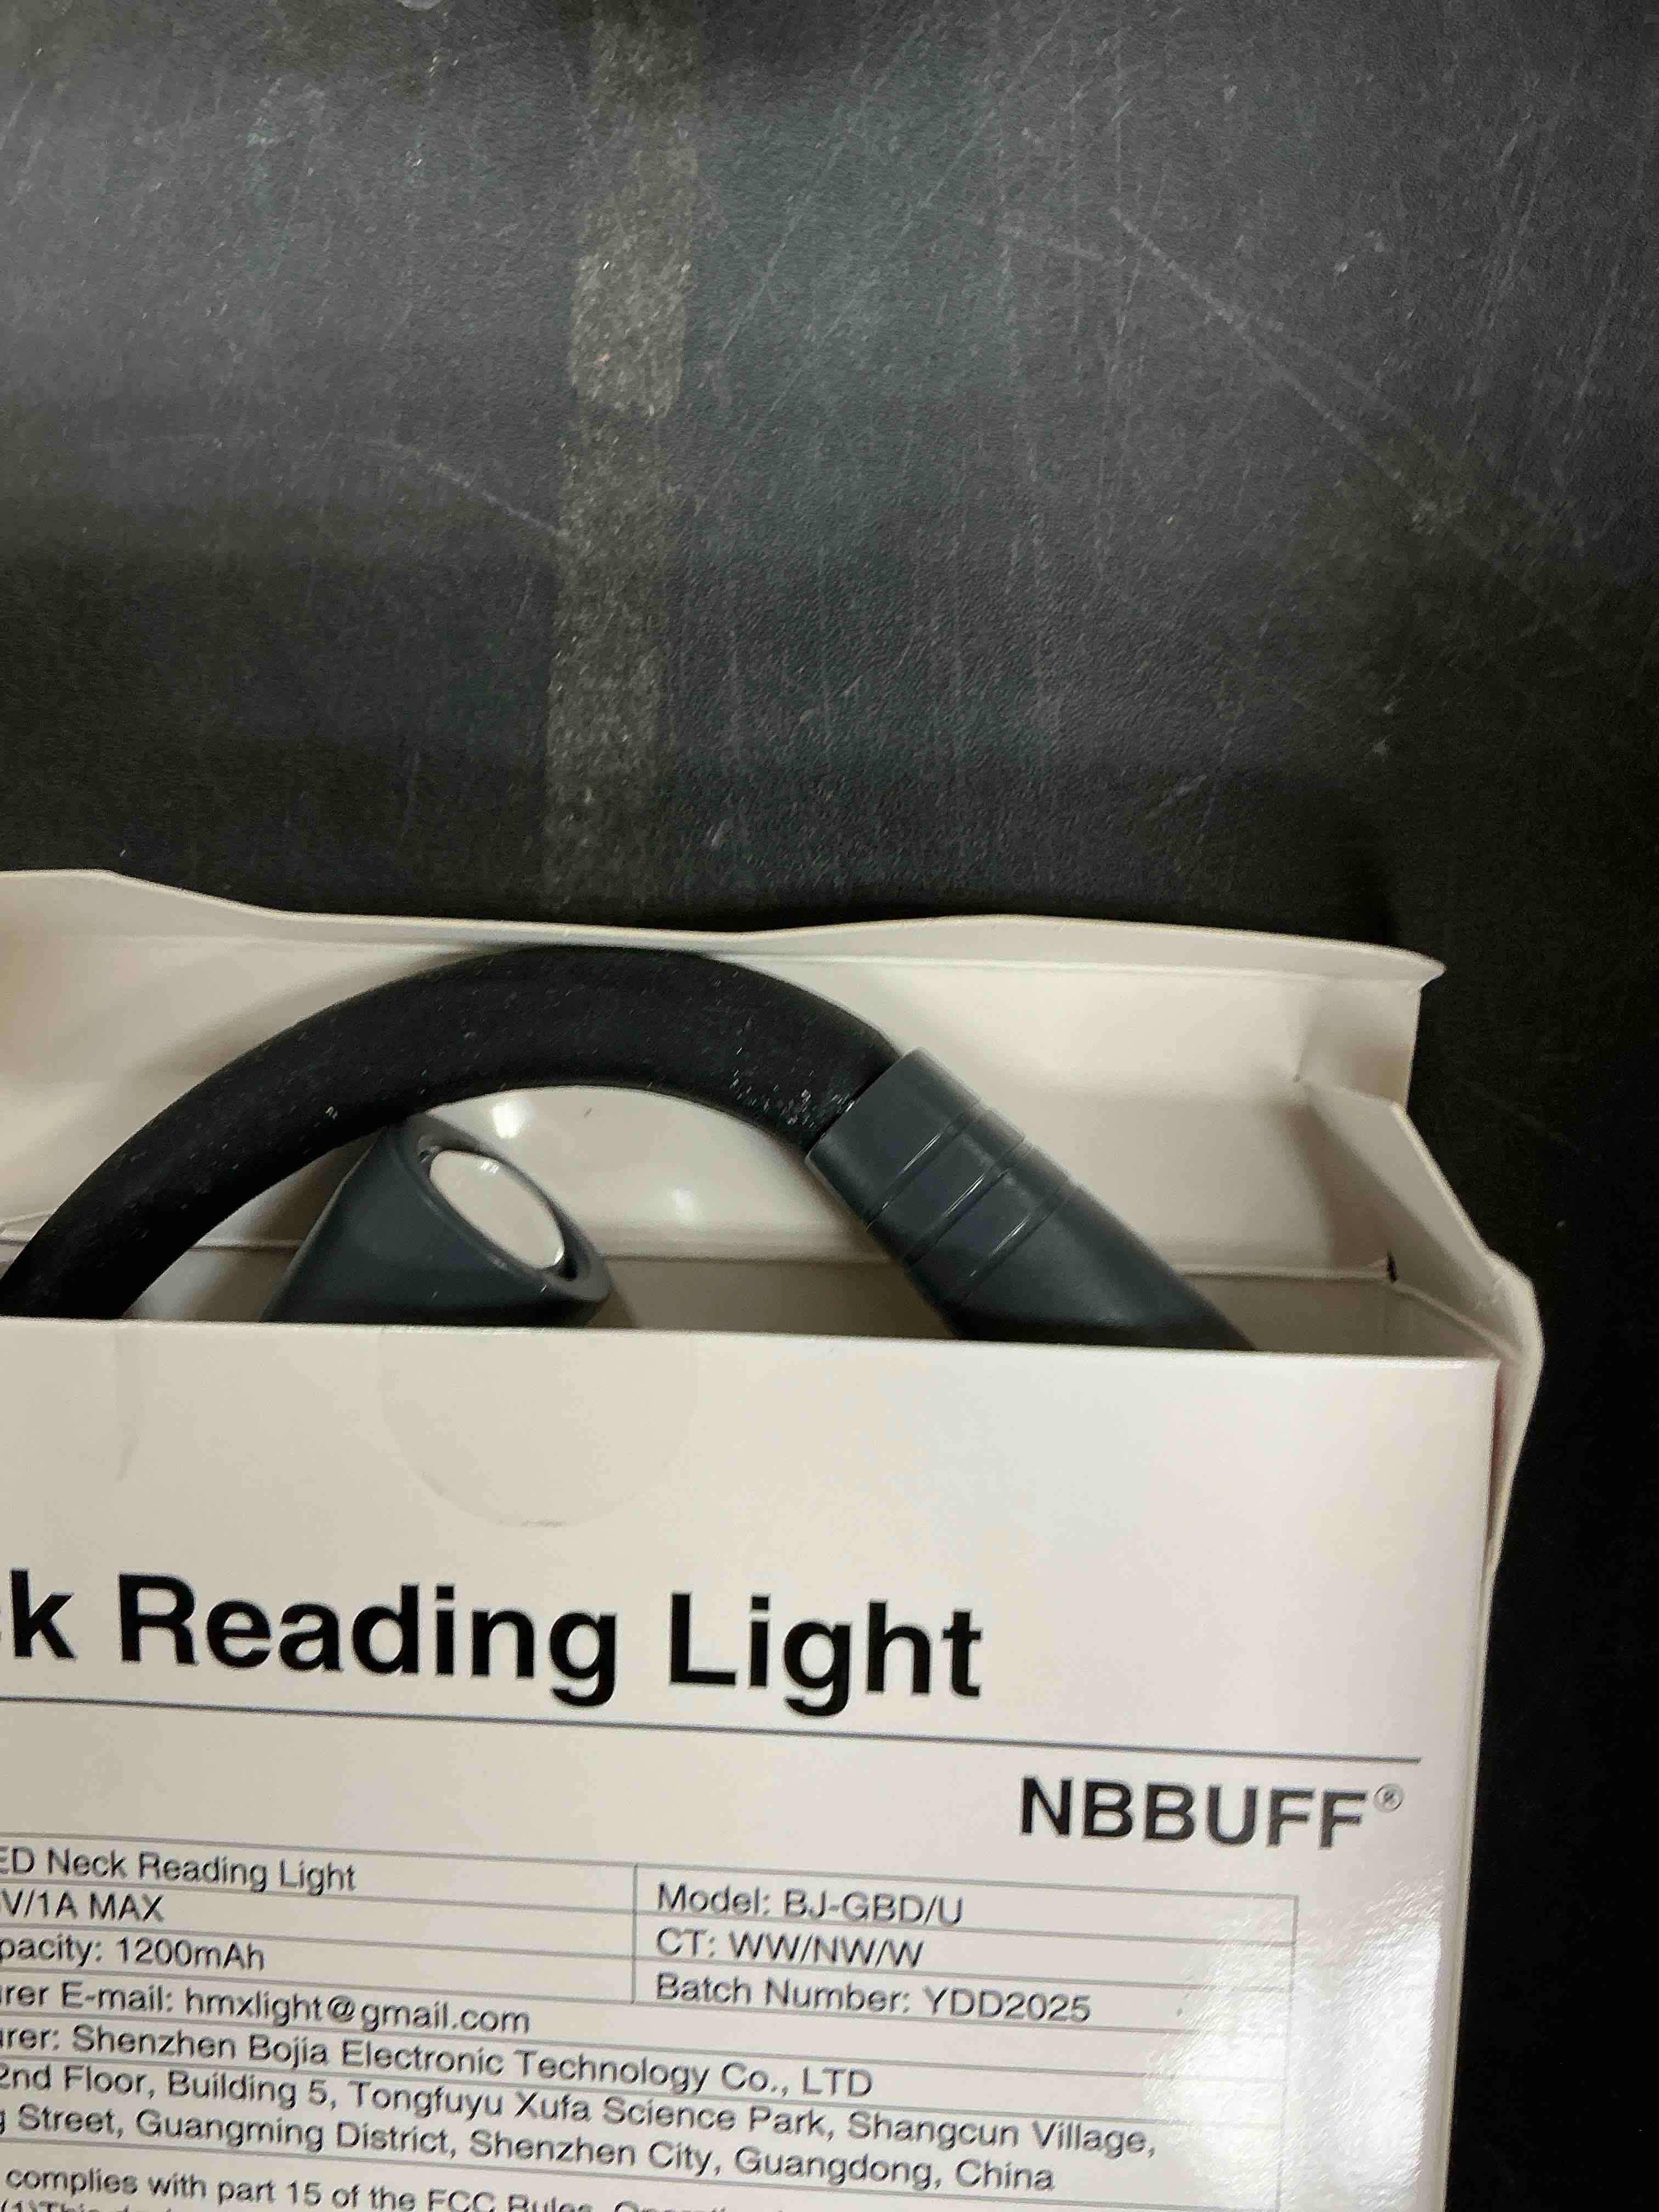 k Reading Light
NBBUFF®
ED Neck Reading Light
Model: BJ-GBD/U
V/1A MAX
CT: WW/NW/W
pacity: 1200mAh
Batch Number: YDD2025
rer E-mail: hmxlight@gmail.com
rer: Shenzhen Bojia Electronic Technology Co., LTD
2nd Floor, Building 5, Tongfuyu Xufa Science Park, Shangcun Village,
g Street, Guangming District, Shenzhen City, Guangdong, China
complies with part 15 of the FCC Rules.